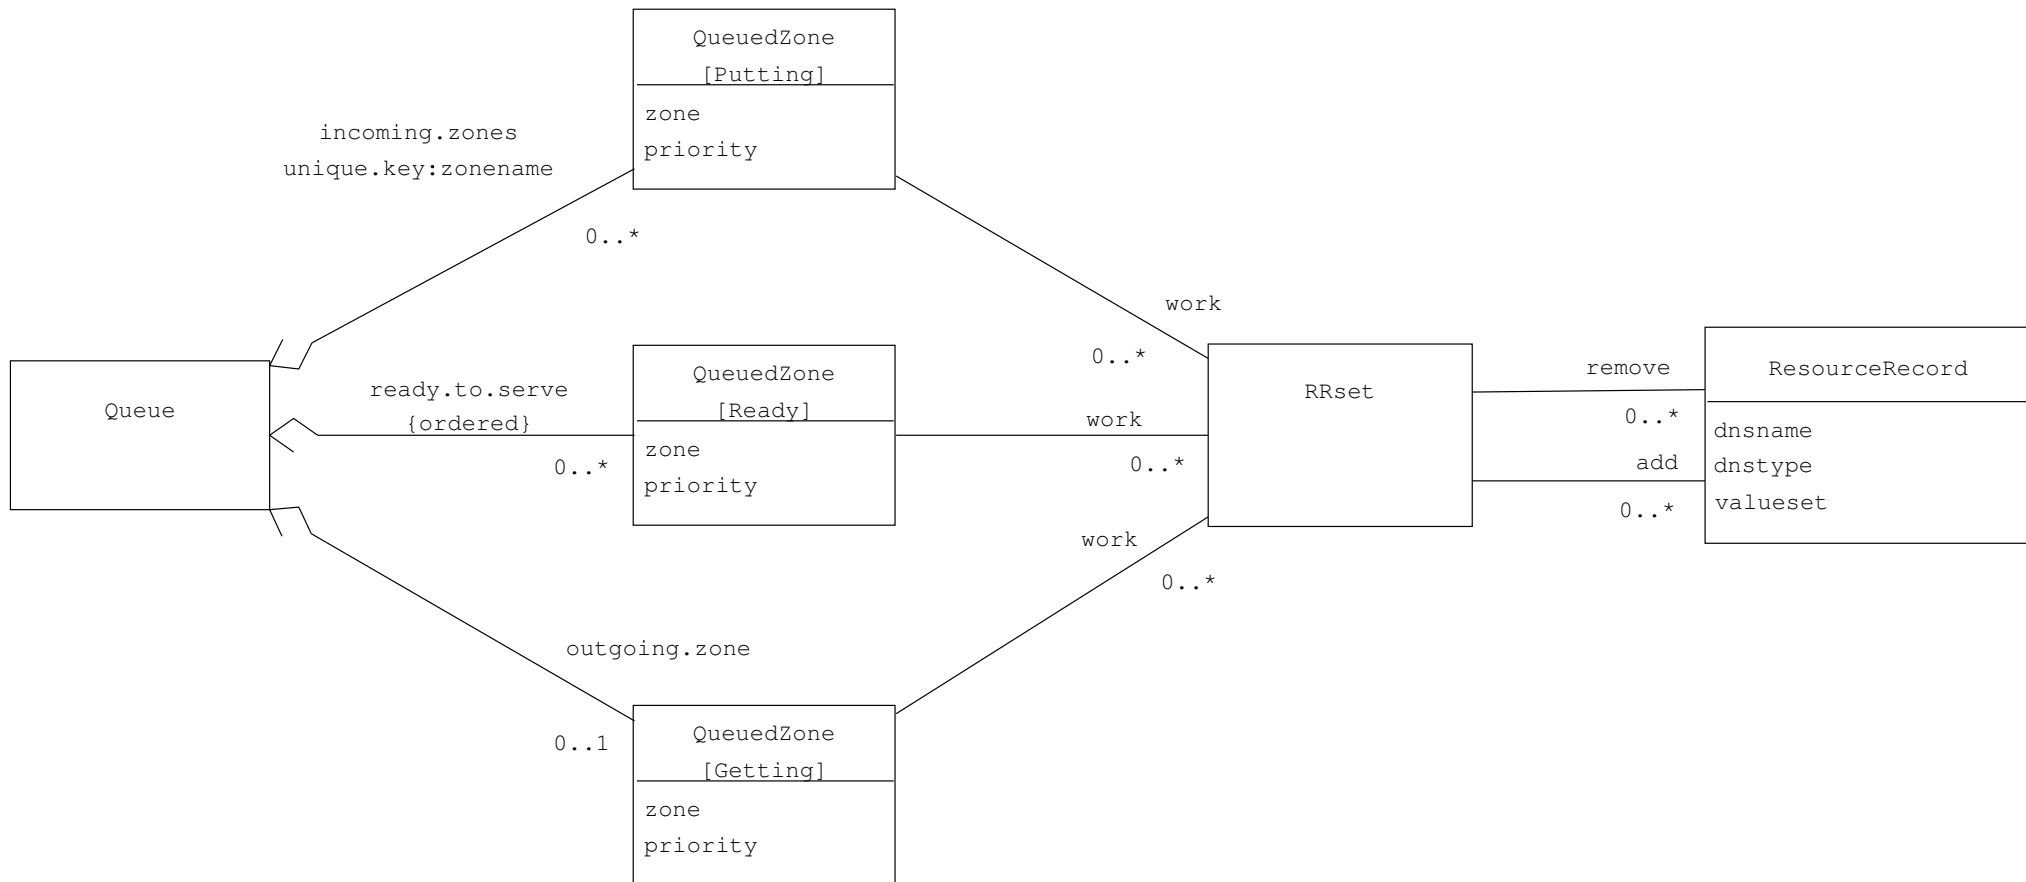 QueuedZone
[Putting]
zone
priority
incoming.zones
unique.key:zonename
0..*
work
0..*
Queue
ready.to.serve
{ordered}
0..*
QueuedZone
[Ready]
zone
priority
work
0..*
RRset
remove
0..*
add
0..*
ResourceRecord
dnsname
dnstype
valueset
work
0..*
outgoing.zone
0..1
QueuedZone
[Getting]
zone
priority